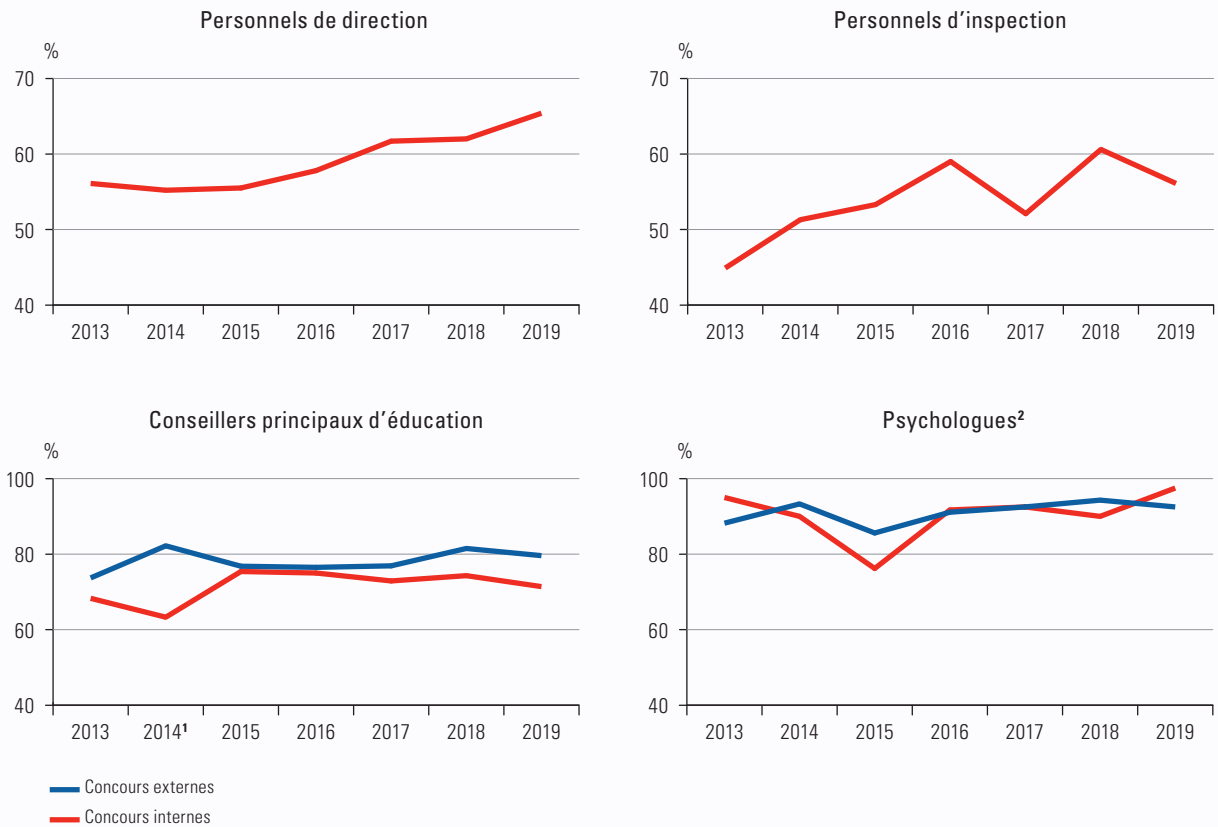 Personnels de direction
%
70
60
50
40
2013 2014 2015 2016 2017 2018 2019
Personnels d'inspection
%
70
60
50
40
2013 2014 2015 2016 2017 2018 2019
Conseillers principaux d'éducation
%
100
80
60
40
2013 2014¹ 2015 2016 2017 2018 2019
Psychologues²
%
100
80
60
40
2013 2014 2015 2016 2017 2018 2019
Concours externes
Concours internes